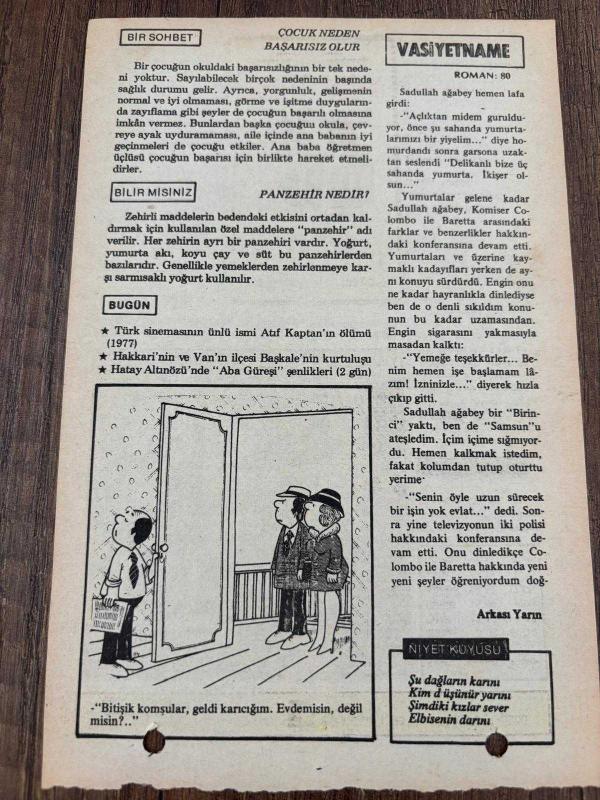 BİR SOHBET
ÇOCUK NEDEN
BAŞARISIZ OLUR
Bir çocuğun okuldaki başarısızlığının bir tek nede-
ni yoktur. Sayılabilecek birçok nedeninin başında
sağlık durumu gelir. Ayrıca, yorgunluk, gelişmenin
normal ve iyi olmaması, görme ve işitme duyguların-
da zayıflama gibi şeyler de çocuğun başarılı olmasına
imkân vermez. Bunlardan başka çocuğuu okula, çev-
reye ayak uyduramaması, aile içinde ana babanın iyi
geçinmeleri de çocuğu etkiler. Ana baba öğretmen
üçlüsü çocuğun başarısı için birlikte hareket etmeli-
dirler.
BİLİR MİSİNİZ
PANZEHİR NEDİR?
Zehirli maddelerin bedendeki etkisini ortadan kal-
dırmak için kullanılan özel maddelere "panzehir" adı
verilir. Her zehirin ayrı bir panzehiri vardır. Yoğurt,
yumurta akı, koyu çay ve süt bu panzehirlerden
bazılarıdır. Genellikle yemeklerden zehirlenmeye kar-
şı sarmısaklı yoğurt kullanılır.
BUGÜN
★ Türk sinemasının ünlü ismi Atıf Kaptan'ın ölümü
(1977)
★ Hakkari'nin ve Van'ın ilçesi Başkale'nin kurtuluşu
★ Hatay Altınözü'nde "Aba Güreşi" şenlikleri (2 gün)
-"Bitişik komşular, geldi karıcığım. Evdemisin, değil
misin?.."
VASİYETNAME
ROMAN: 80
Sadullah ağabey hemen lafa
girdi:
-"Açlıktan midem guruldu-
yor, önce şu sahanda yumurta-
larımızı bir yiyelim..." diye ho-
murdandı sonra garsona uzak-
tan seslendi "Delikanlı bize üç
sahanda yumurta. İkişer ol-
sun..."
Yumurtalar gelene kadar
Sadullah ağabey, Komiser Co-
lombo ile Baretta arasındaki
farklar ve benzerlikler hakkın-
daki konferansına devam etti.
Yumurtaları ve üzerine kay-
maklı kadayıfları yerken de ay-
nı konuyu sürdürdü. Engin onu
ne kadar hayranlıkla dinlediyse
ben de o denli sıkıldım konu-
nun bu kadar uzamasından.
Engin sigarasını yakmasıyla
masadan kalktı:
-"Yemeğe teşekkürler... Be-
nim hemen işe başlamam lâ-
zım! İzninizle..." diyerek hızla
çıkıp gitti.
Sadullah ağabey bir "Birin-
ci" yaktı, ben de "Samsun"u
ateşledim. İçim içime sığmıyor-
du. Hemen kalkmak istedim,
fakat kolumdan tutup oturttu
yerime·
-"Senin öyle uzun sürecek
bir işin yok evlat..." dedi. Son-
ra yine televizyonun iki polisi
hakkındaki konferansına de-
vam etti. Onu dinledikçe Co-
lombo ile Baretta hakkında yeni
yeni şeyler öğreniyordum doğ-
Arkası Yarın
NİYET KUYUSU
Şu dağların karını
Kim d üşünür yarını
Şimdiki kızlar sever
Elbisenin darını